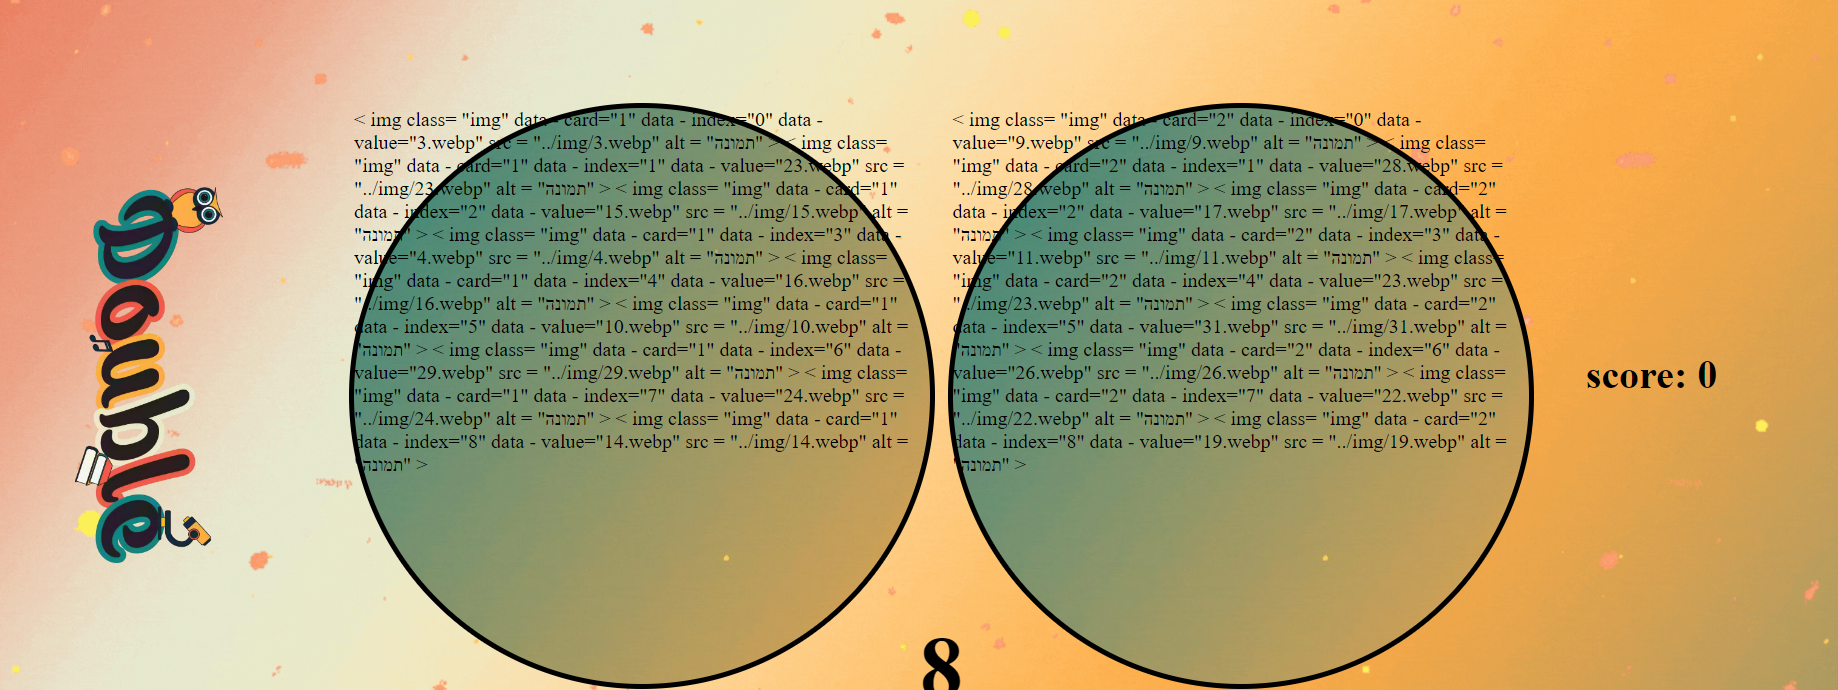 Double
< img class= "img" data - card="1" data - index="0" data -
value="3.webp" src = "../img/3.webp" alt = "תמונה" > < img class=
"img" data - card="1" data - index="1" data - value="23.webp" src =
"../img/23.webp" alt = "תמונה" > < img class= "img" data - card="1"
data - index="2" data - value="15.webp" src = "../img/15.webp" alt =
"תמונה" > < img class= "img" data - card="1" data - index="3" data -
value="4.webp" src = "../img/4.webp" alt = "תמונה" > < img class=
"img" data - card="1" data - index="4" data - value="16.webp" src =
"../img/16.webp" alt = "תמונה" > < img class= "img" data - card="1"
data - index="5" data - value="10.webp" src = "../img/10.webp" alt =
"תמונה" > < img class= "img" data - card="1" data - index="6" data -
value="29.webp" src = "../img/29.webp" alt = "תמונה" > < img class=
"img" data - card="1" data - index="7" data - value="24.webp" src =
"../img/24.webp" alt = "תמונה" > < img class= "img" data - card="1"
data - index="8" data - value="14.webp" src = "../img/14.webp" alt =
"תמונה" >
< img class= "img" data - card="2" data - index="0" data -
value="9.webp" src = "../img/9.webp" alt = "תמונה" > < img class=
"img" data - card="2" data - index="1" data - value="28.webp" src =
"../img/28.webp" alt = "תמונה" > < img class= "img" data - card="2"
data - index="2" data - value="17.webp" src = "../img/17.webp" alt =
"תמונה" > < img class= "img" data - card="2" data - index="3" data -
value="11.webp" src = "../img/11.webp" alt = "תמונה" > < img class=
"img" data - card="2" data - index="4" data - value="23.webp" src =
"../img/23.webp" alt = "תמונה" > < img class= "img" data - card="2"
data - index="5" data - value="31.webp" src = "../img/31.webp" alt =
"תמונה" > < img class= "img" data - card="2" data - index="6" data -
value="26.webp" src = "../img/26.webp" alt = "תמונה" > < img class=
"img" data - card="2" data - index="7" data - value="22.webp" src =
"../img/22.webp" alt = "תמונה" > < img class= "img" data - card="2"
data - index="8" data - value="19.webp" src = "../img/19.webp" alt =
"תמונה" >
score: 0
8